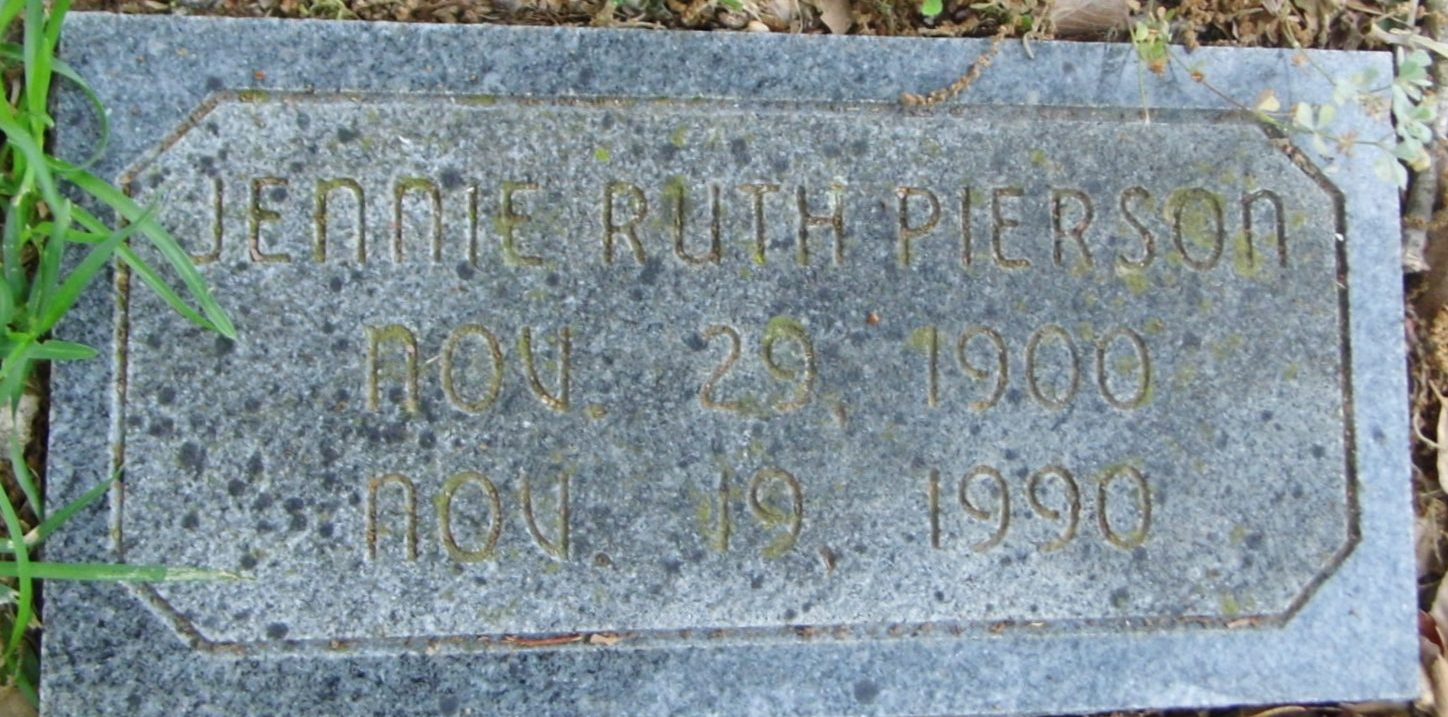 JENNIE RUTH PIERSON
NOV. 29, 1900
NOV. 19, 1990